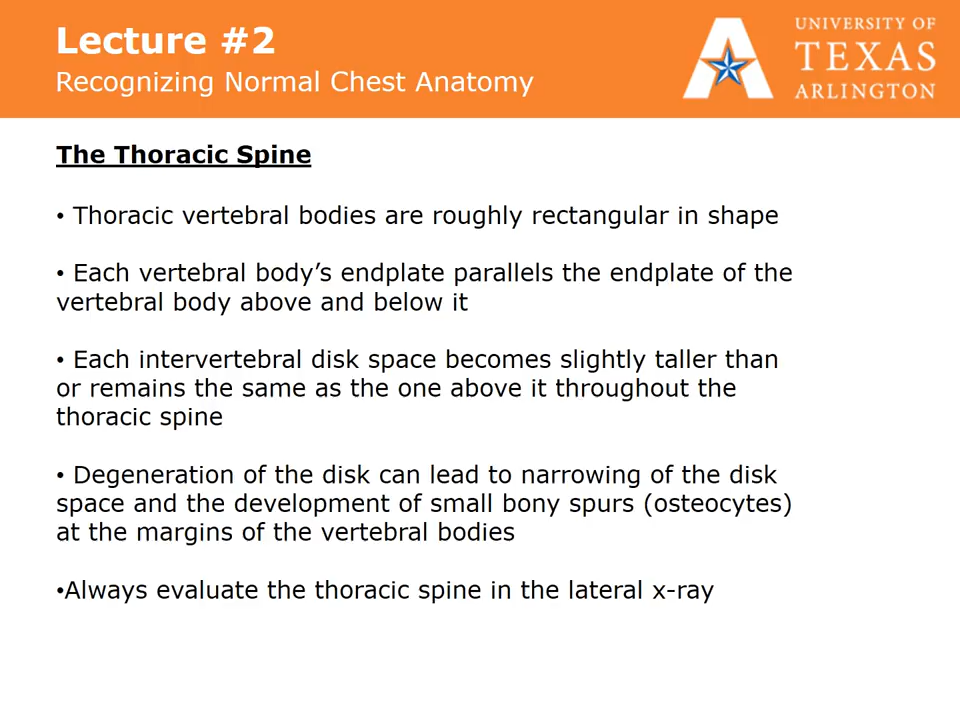 Lecture #2
Recognizing Normal Chest Anatomy
UNIVERSITY OF
TEXAS
ARLINGTON
The Thoracic Spine
• Thoracic vertebral bodies are roughly rectangular in shape
• Each vertebral body’s endplate parallels the endplate of the
vertebral body above and below it
• Each intervertebral disk space becomes slightly taller than
or remains the same as the one above it throughout the
thoracic spine
• Degeneration of the disk can lead to narrowing of the disk
space and the development of small bony spurs (osteocytes)
at the margins of the vertebral bodies
•Always evaluate the thoracic spine in the lateral x-ray